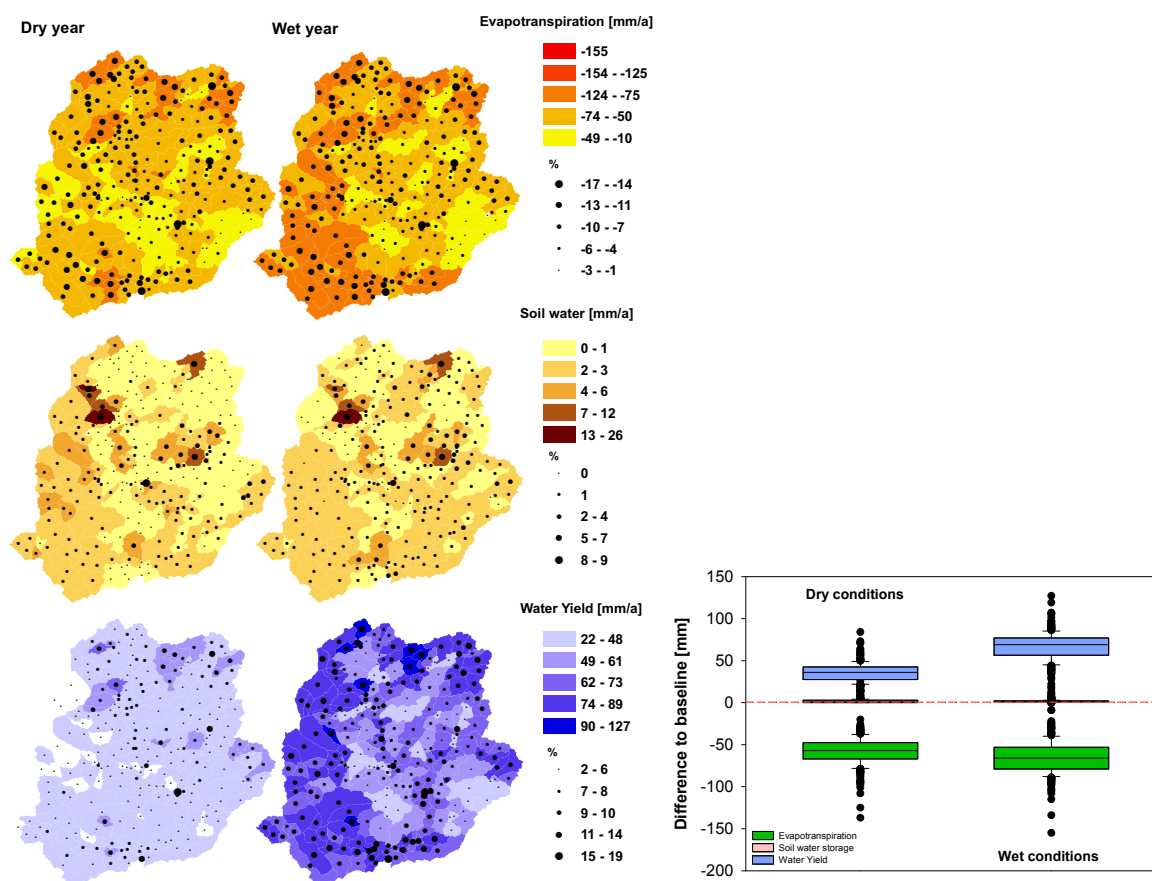 Dry year
Wet year
Evapotranspiration [mm/a]
-155
-154 - -125
-124 - -75
-74 - -50
-49 - -10
%
-17 - -14
-13 - -11
-10 - -7
-6 - -4
-3 - -1
Soil water [mm/a]
0 - 1
2 - 3
4 - 6
7 - 12
13 - 26
%
0
1
2 - 4
5 - 7
8 - 9
Water Yield [mm/a]
22 - 48
49 - 61
62 - 73
74 - 89
90 - 127
%
2 - 6
7 - 8
9 - 10
11 - 14
15 - 19
Difference to baseline [mm]
150
100
50
0
-50
-100
-150
-200
Dry conditions
Evapotranspiration
Soil water storage
Water Yield
Wet conditions